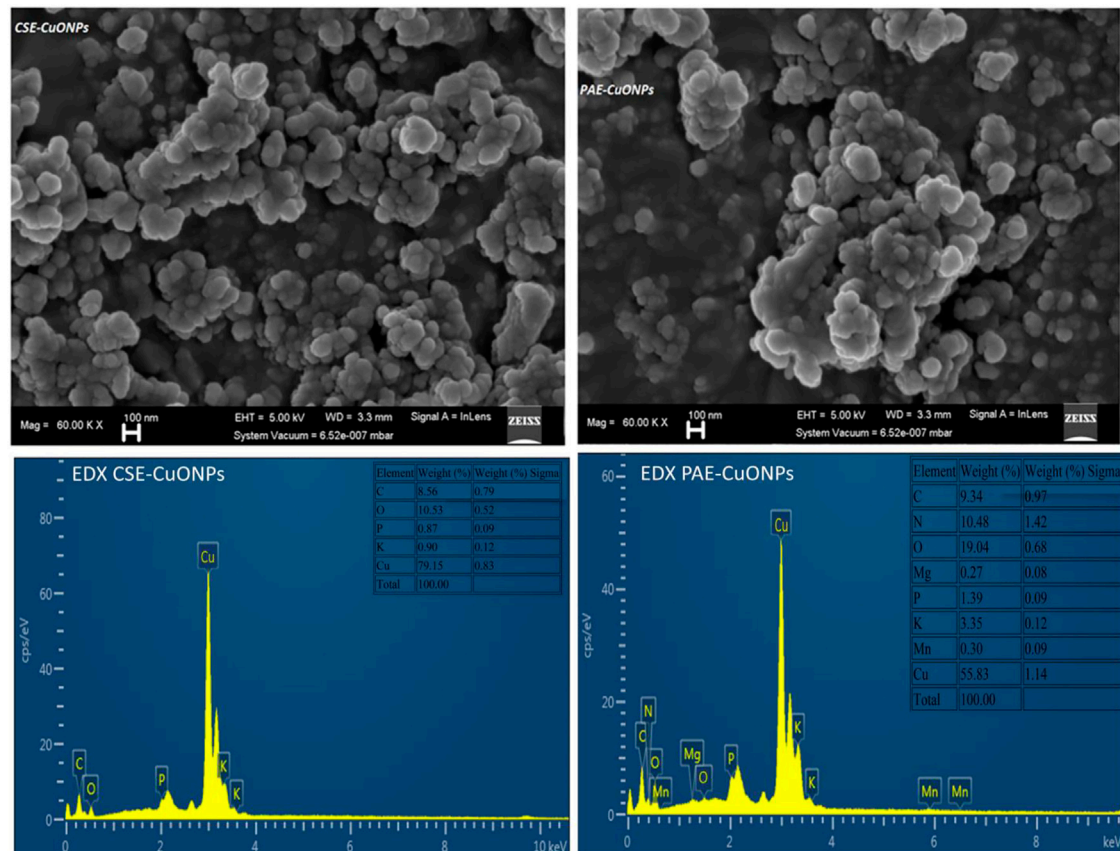 CSE-CuONPs
Mag = 60.00 K X
100 nm
EHT = 5.00 kV
WD = 3.3 mm
Signal A = InLens
System Vacuum = 6.52e-007 mbar
ZEISS
PAE-CuONPs
Mag = 60.00 K X
100 nm
EHT = 5.00 kV
WD = 3.3 mm
Signal A = InLens
System Vacuum = 6.52e-007 mbar
ZEISS
EDX CSE-CuONPs
Element Weight (%) Weight (%) Sigma
C 8.56 0.79
O 10.53 0.52
P 0.87 0.09
K 0.90 0.12
Cu 79.15 0.83
Total 100.00
cps/eV
80
60
40
20
0
C
O
P
Cu
K
K
0 2 4 6 8 10 keV
EDX PAE-CuONPs
Element Weight (%) Weight (%) Sigma
C 9.34 0.97
N 10.48 1.42
O 19.04 0.68
Mg 0.27 0.08
P 1.39 0.09
K 3.35 0.12
Mn 0.30 0.09
Cu 55.83 1.14
Total 100.00
cps/eV
60
40
20
0
N
C
O
Mn
Mg
O
P
Cu
K
K
Mn
Mn
0 2 4 6 8 keV